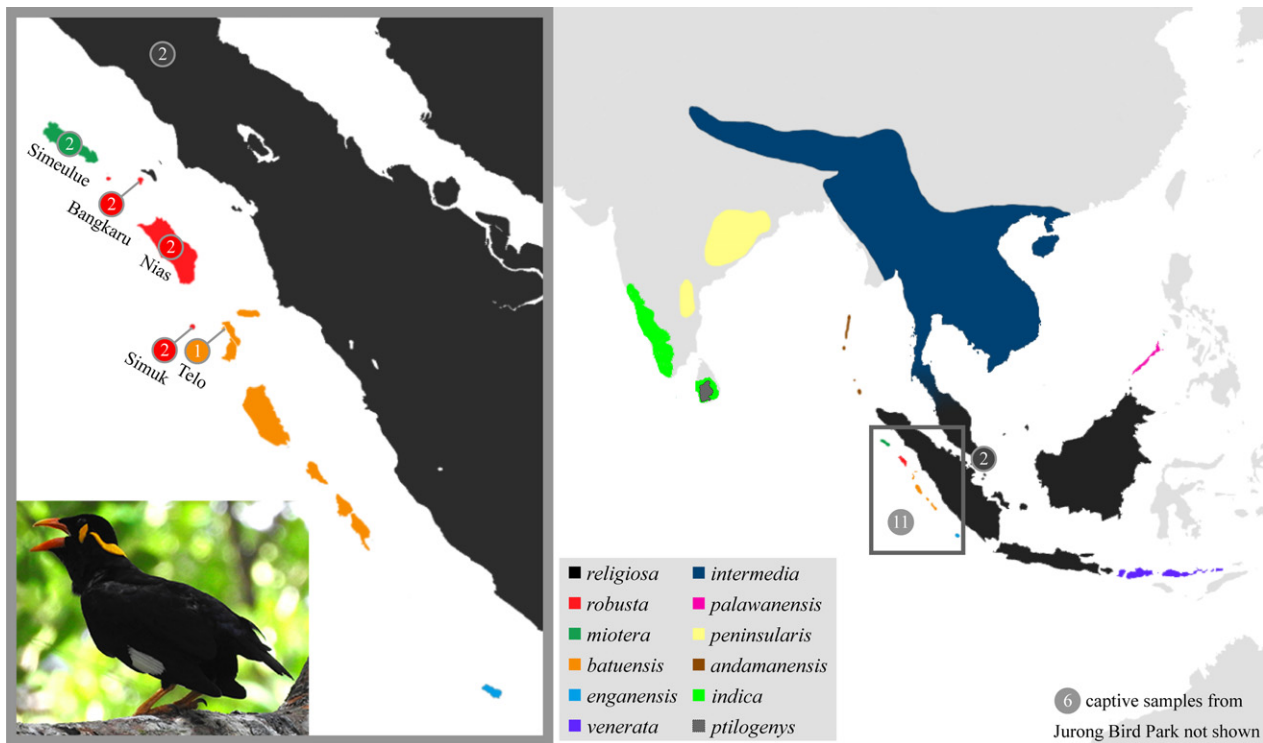 2
2
Simeulue
2
Bangkaru
2
Nias
2
Simuk
1
Telo
2
11
religiosa
robusta
miotera
batuensis
enganensis
venerata
intermedia
palawanensis
peninsularis
andamanensis
indica
ptilogenys
6 captive samples from
Jurong Bird Park not shown